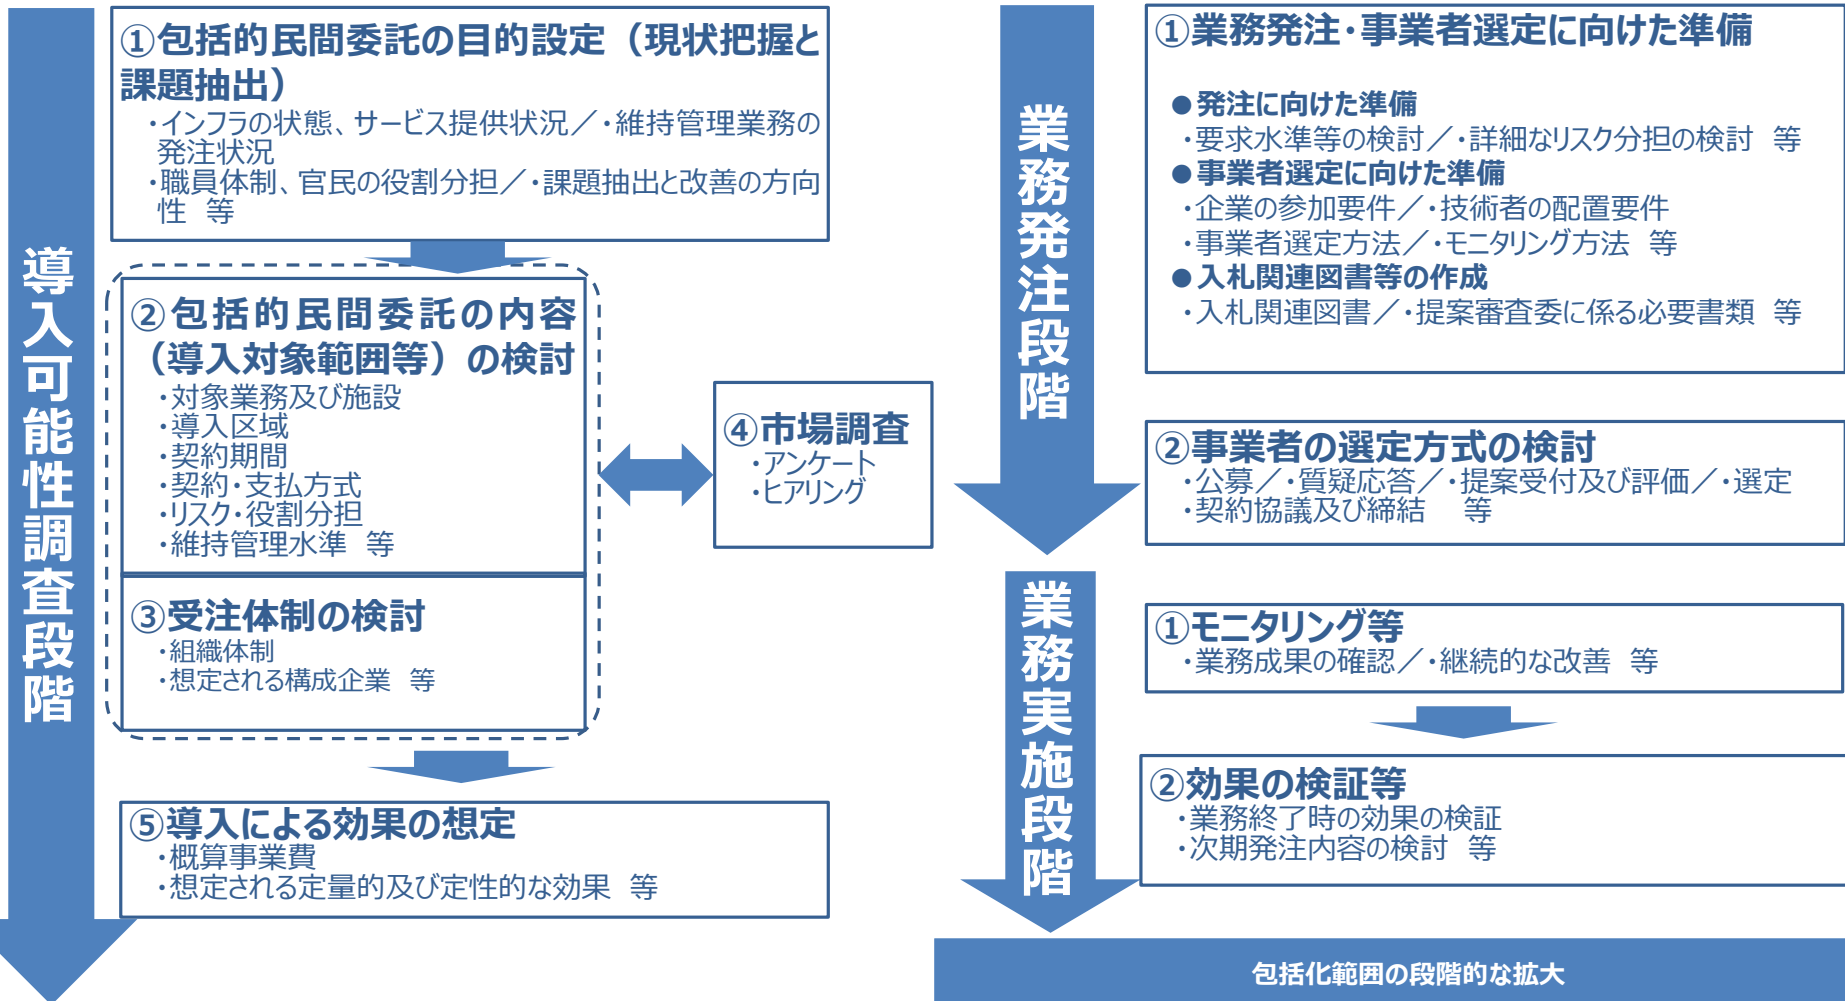 導入可能性調査段階
①包括的民間委託の目的設定（現状把握と
課題抽出）
・インフラの状態、サービス提供状況／・維持管理業務の
発注状況
・職員体制、官民の役割分担／・課題抽出と改善の方向
性　等
②包括的民間委託の内容
（導入対象範囲等）の検討
・対象業務及び施設
・導入区域
・契約期間
・契約・支払方式
・リスク・役割分担
・維持管理水準　等
③受注体制の検討
・組織体制
・想定される構成企業　等
④市場調査
・アンケート
・ヒアリング
⑤導入による効果の想定
・概算事業費
・想定される定量的及び定性的な効果　等
業務発注段階
①業務発注・事業者選定に向けた準備
●発注に向けた準備
・要求水準等の検討／・詳細なリスク分担の検討　等
●事業者選定に向けた準備
・企業の参加要件／・技術者の配置要件
・事業者選定方法／・モニタリング方法　等
●入札関連図書等の作成
・入札関連図書／・提案審査委に係る必要書類　等
②事業者の選定方式の検討
・公募／・質疑応答／・提案受付及び評価／・選定
・契約協議及び締結　等
業務実施段階
①モニタリング等
・業務成果の確認／・継続的な改善　等
②効果の検証等
・業務終了時の効果の検証
・次期発注内容の検討　等
包括化範囲の段階的な拡大